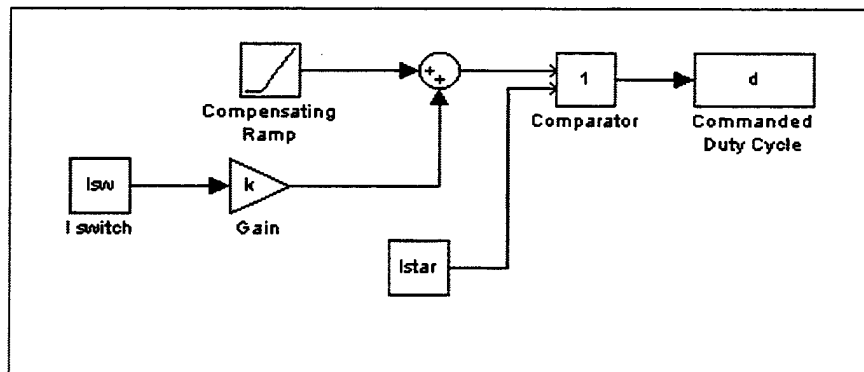 +
+
1
d
Compensating
Ramp
Comparator
Commanded
Duty Cycle
Isw
k
I switch
Gain
Istar